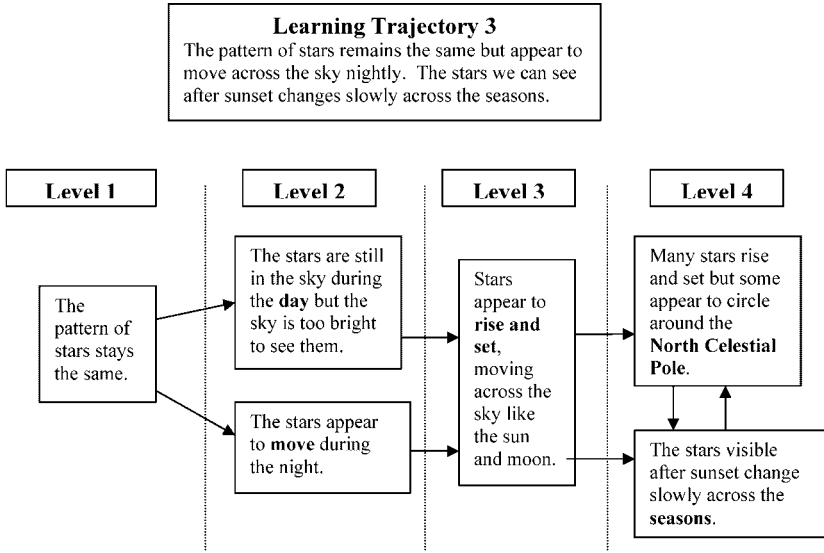 Learning Trajectory 3
The pattern of stars remains the same but appear to
move across the sky nightly. The stars we can see
after sunset changes slowly across the seasons.
Level 1
Level 2
Level 3
Level 4
The
pattern of
stars stays
the same.
The stars are still
in the sky during
the day but the
sky is too bright
to see them.
The stars appear
to move during
the night.
Stars
appear to
rise and
set,
moving
across the
sky like
the sun
and moon.
Many stars rise
and set but some
appear to circle
around the
North Celestial
Pole.
The stars visible
after sunset change
slowly across the
seasons.